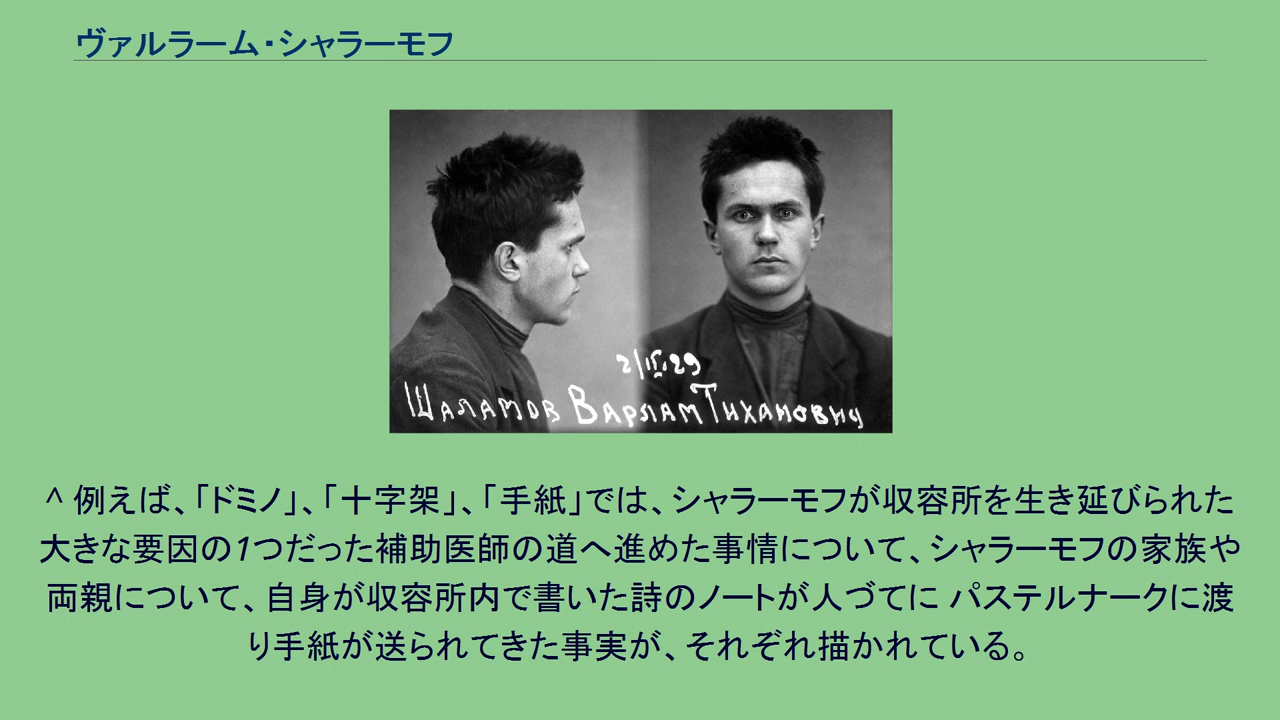 ヴァルラーム・シャラーモフ
2/IV.29
Шаламов Варлам Тихановиц
^ 例えば、「ドミノ」、「十字架」、「手紙」では、シャラーモフが収容所を生き延びられた
大きな要因の1つだった補助医師の道へ進めた事情について、シャラーモフの家族や
両親について、自身が収容所内で書いた詩のノートが人づてに パステルナークに渡
り手紙が送られてきた事実が、それぞれ描かれている。